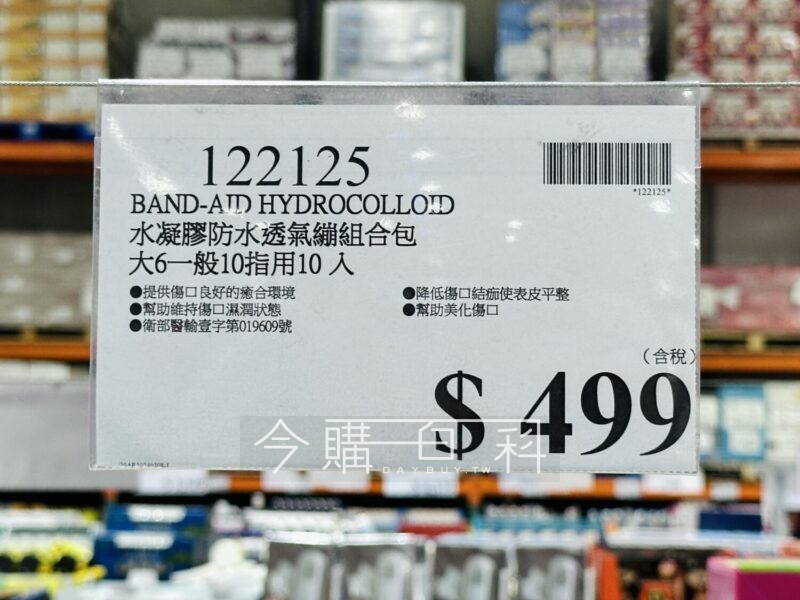 122125
*122125*
BAND-AID HYDROCOLLOID
水凝膠防水透氣繃組合包
大6一般10指用10 入
●提供傷口良好的癒合環境
●幫助維持傷口濕潤狀態
●衛部醫輸壹字第019609號
●降低傷口結痂使表皮平整
●幫助美化傷口
（含稅）
$ 499
今購百科
DAYBUY.TW